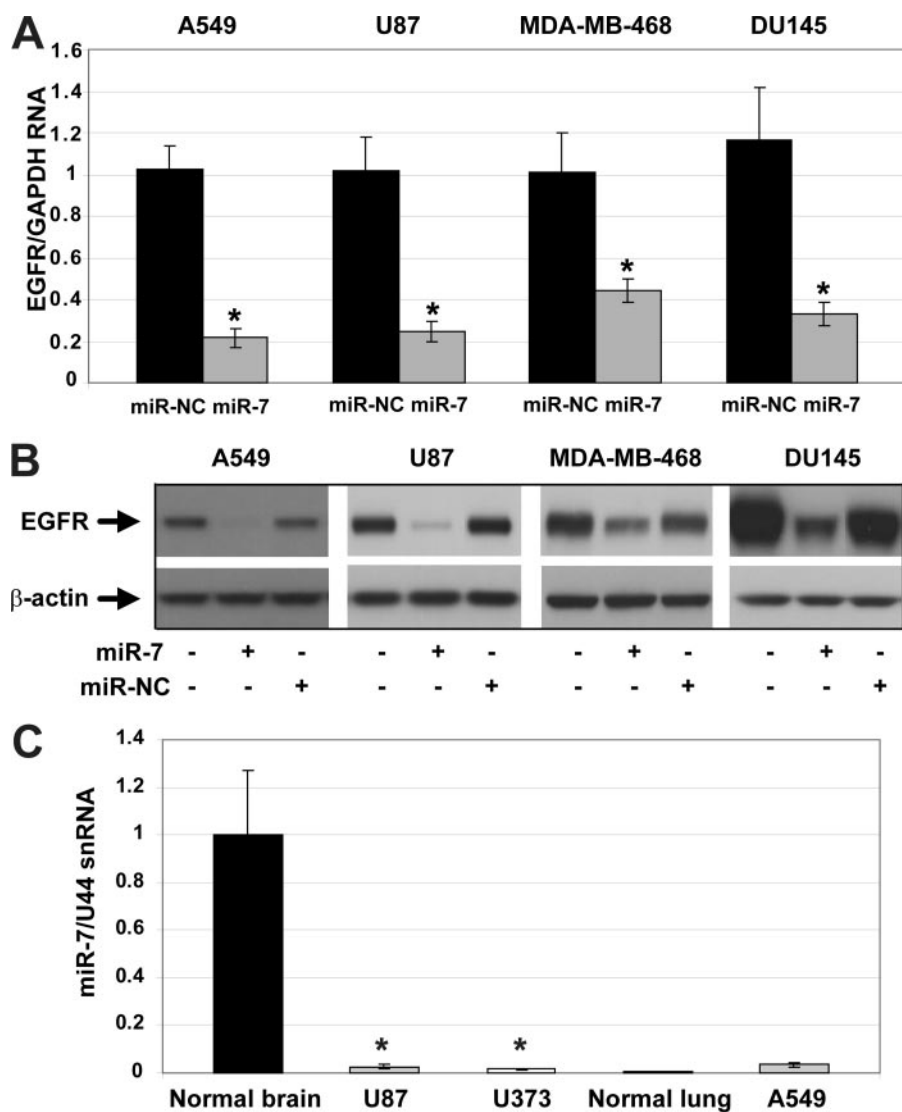 A
A549 U87 MDA-MB-468 DU145
EGFR/GAPDH RNA
1.6
1.4
1.2
1
0.8
0.6
0.4
0.2
0
* * * *
miR-NC miR-7 miR-NC miR-7 miR-NC miR-7 miR-NC miR-7
B
A549 U87 MDA-MB-468 DU145
EGFR
β-actin
miR-7 - + - - + - - + - - + -
miR-NC - - + - - + - - + - - +
C
miR-7/U44 snRNA
1.4
1.2
1
0.8
0.6
0.4
0.2
0
* *
Normal brain U87 U373 Normal lung A549